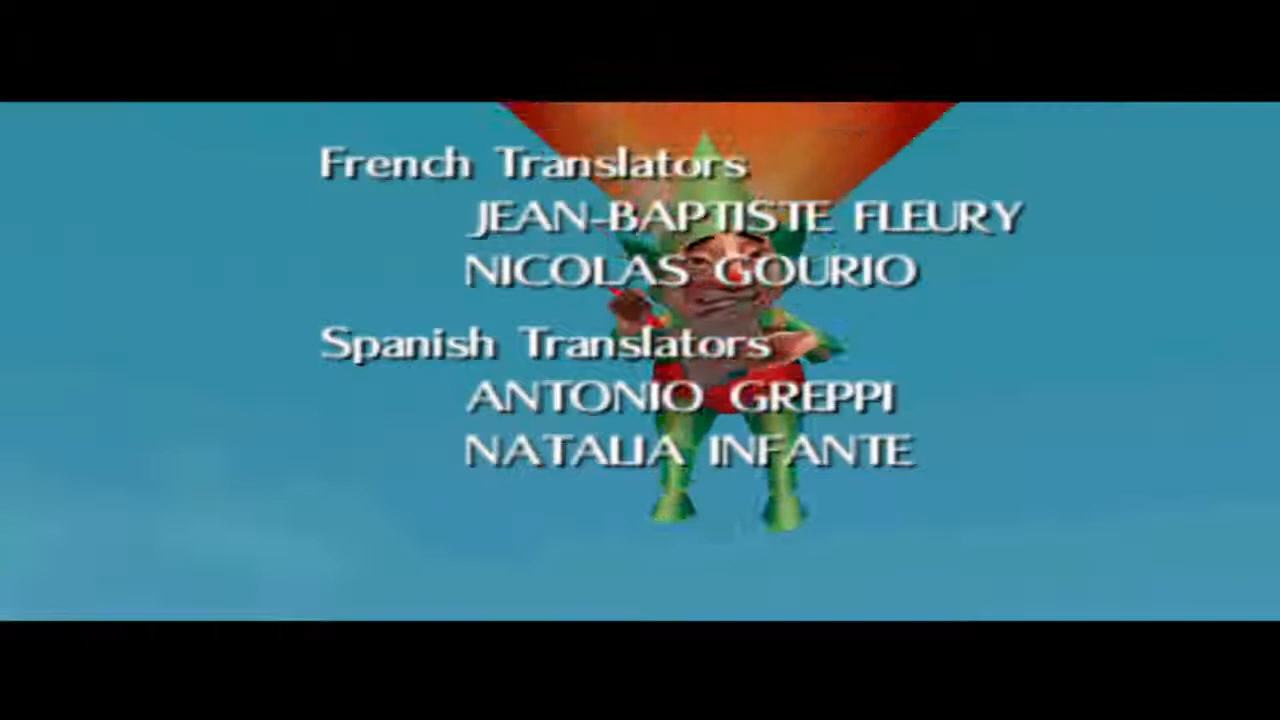 French Translators
JEAN-BAPTISTE FLEURY
NICOLAS GOURIO
Spanish Translators
ANTONIO GREPPI
NATALIA INFANTE